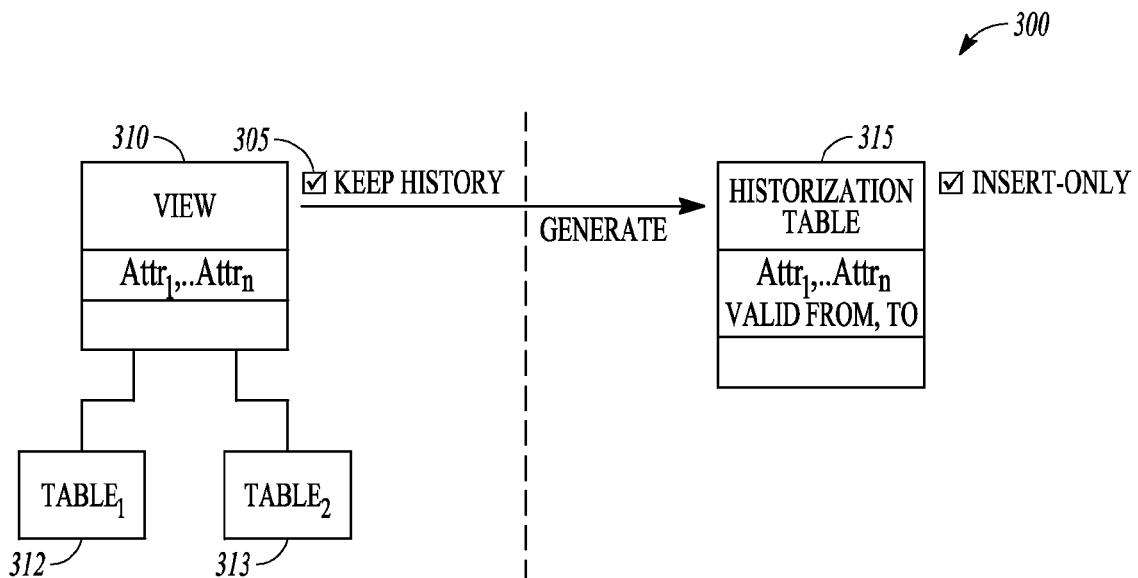 300
310
305
315
VIEW
☑ KEEP HISTORY
GENERATE
HISTORIZATION
TABLE
☑ INSERT-ONLY
Attr1,..Attrn
Attr1,..Attrn
VALID FROM, TO
TABLE1
TABLE2
312
313